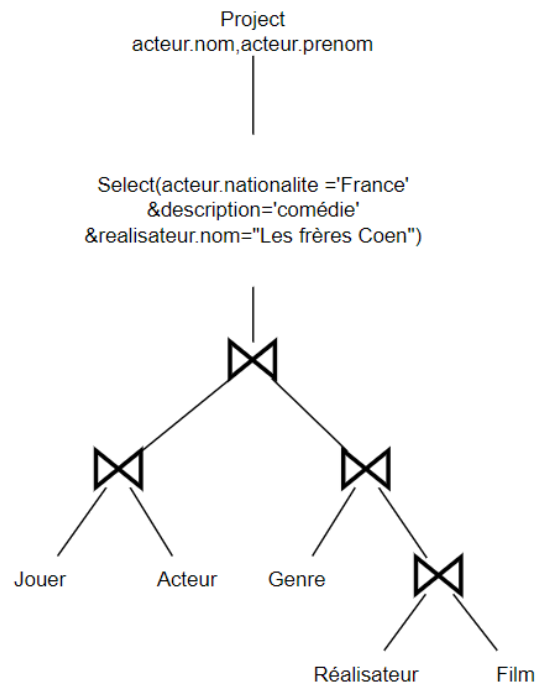 Project
acteur.nom,acteur.prenom
Select(acteur.nationalite ='France'
&description='comédie'
&realisateur.nom="Les frères Coen")
Jouer
Acteur
Genre
Réalisateur
Film